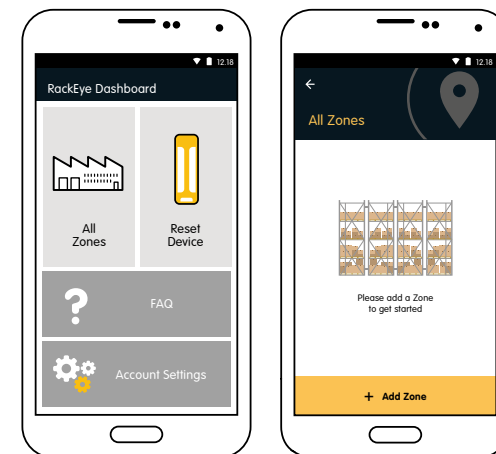 12.18
RackEye Dashboard
All
Zones
Reset
Device
?
FAQ
Account Settings
12.18
All Zones
Please add a Zone
to get started
+ Add Zone